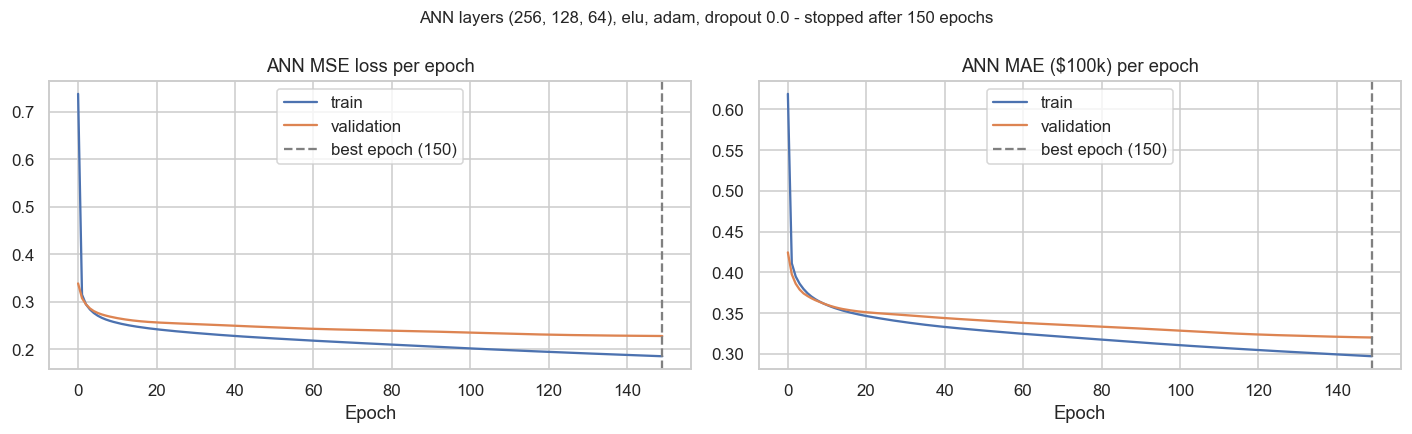 ANN layers (256, 128, 64), elu, adam, dropout 0.0 - stopped after 150 epochs
ANN MSE loss per epoch
train
validation
best epoch (150)
0.7
0.6
0.5
0.4
0.3
0.2
0 20 40 60 80 100 120 140
Epoch
ANN MAE ($100k) per epoch
train
validation
best epoch (150)
0.60
0.55
0.50
0.45
0.40
0.35
0.30
0 20 40 60 80 100 120 140
Epoch